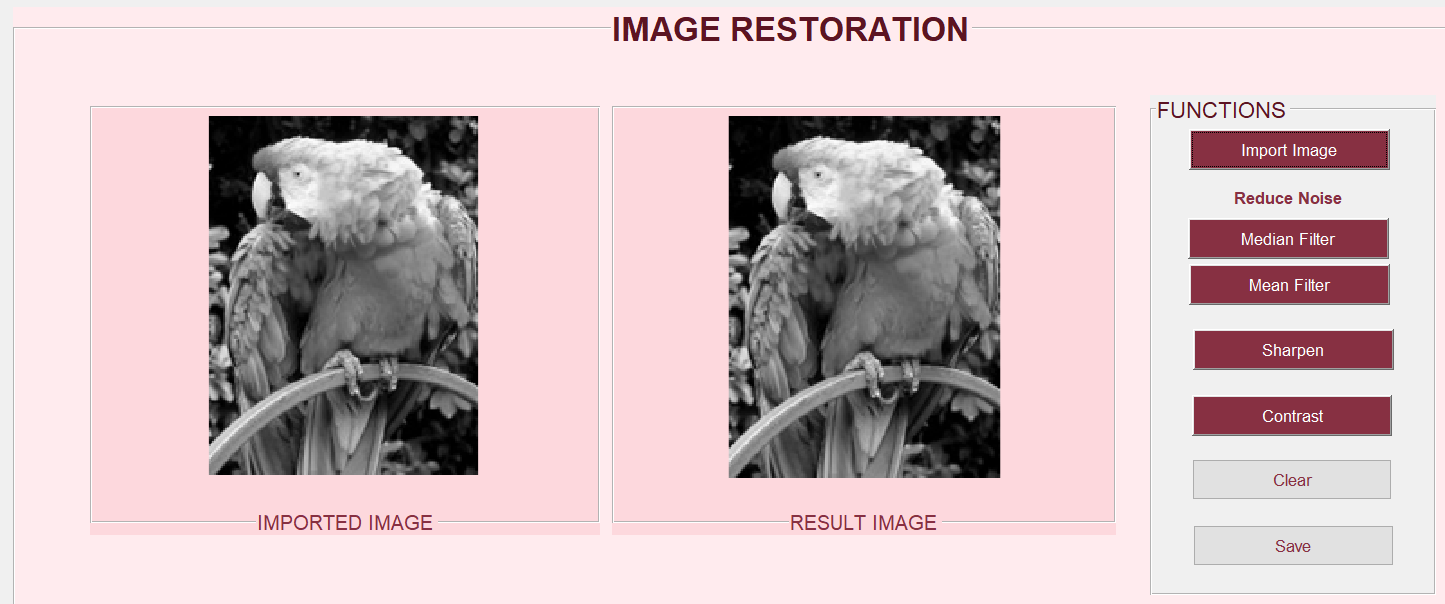 IMAGE RESTORATION
IMPORTED IMAGE
RESULT IMAGE
FUNCTIONS
Import Image
Reduce Noise
Median Filter
Mean Filter
Sharpen
Contrast
Clear
Save